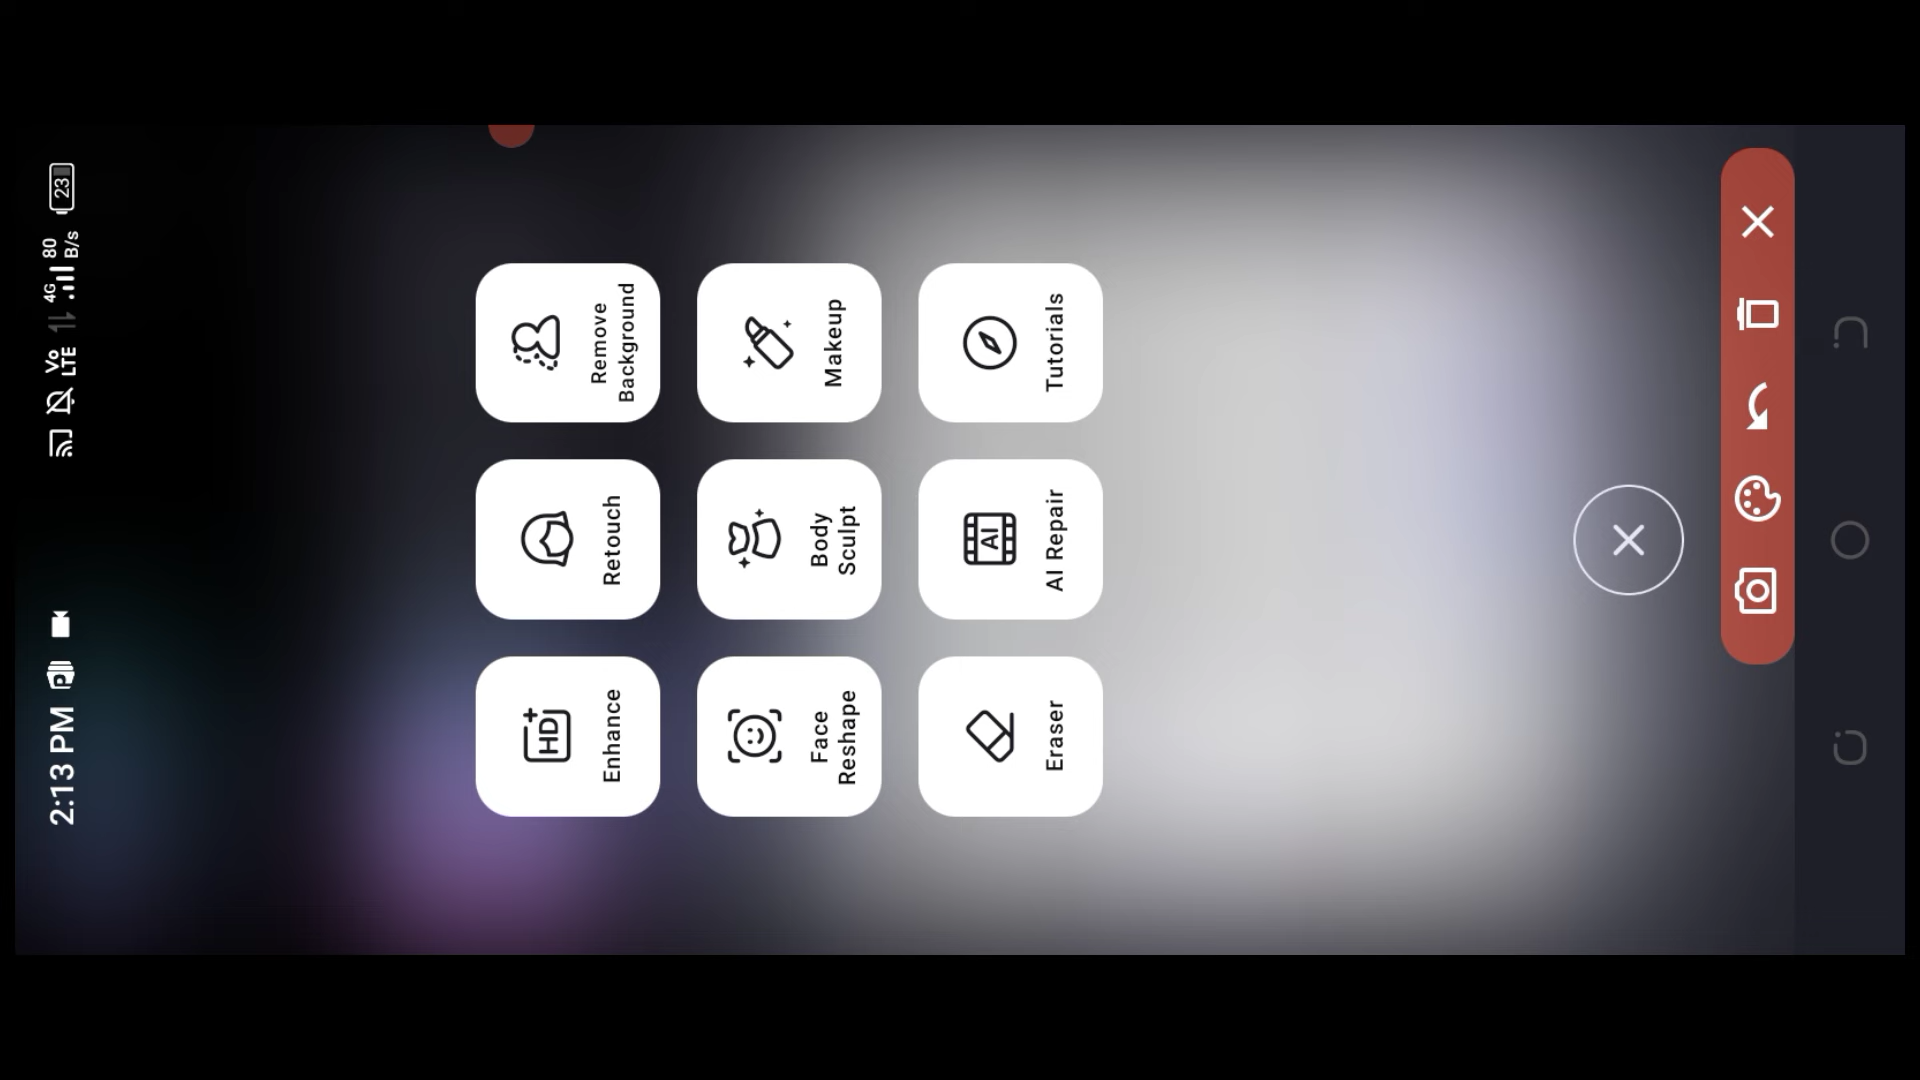 2:13 PM
Vo
LTE
4G
80
B/s
23
HD
Enhance
Retouch
Remove
Background
Face
Reshape
Body
Sculpt
Makeup
Eraser
AI
AI Repair
Tutorials